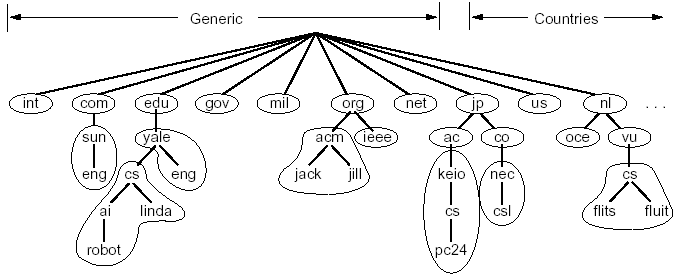 Generic Countries
int com edu gov mil org net jp us nl . . .
sun yale acm ieee ac co oce vu
eng cs eng jack jill keio nec cs
ai linda cs csl flits fluit
robot pc24